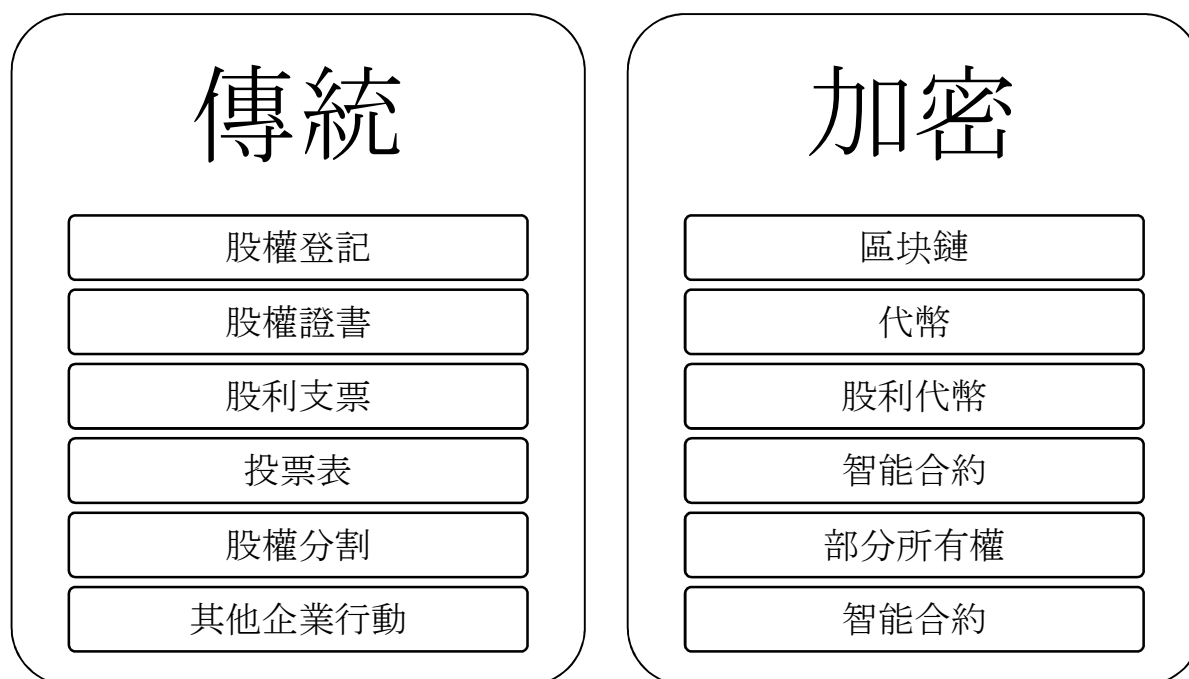 傳統
股權登記
股權證書
股利支票
投票表
股權分割
其他企業行動
加密
區块鏈
代幣
股利代幣
智能合約
部分所有權
智能合約